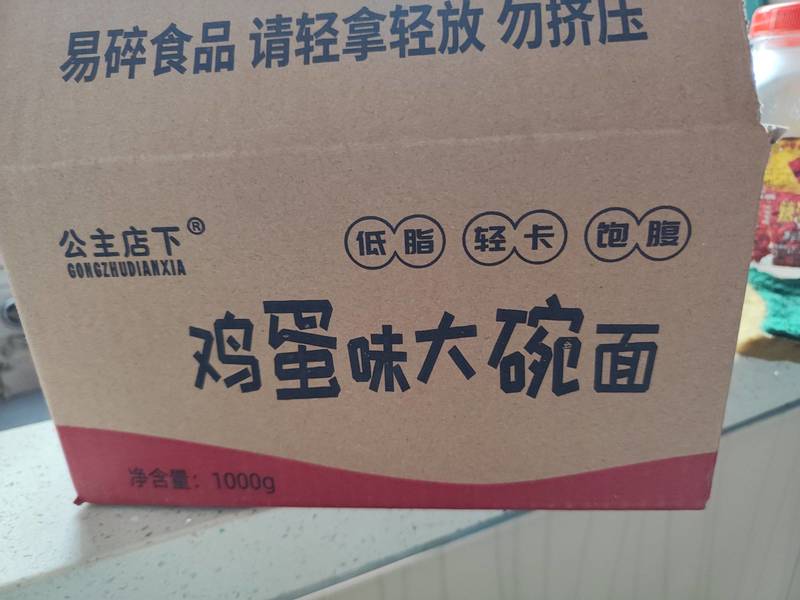 易碎食品 请轻拿轻放 勿挤压
公主店下®
GONGZHUDIANXIA
低脂 轻卡 饱腹
鸡蛋味大碗面
净含量：1000g